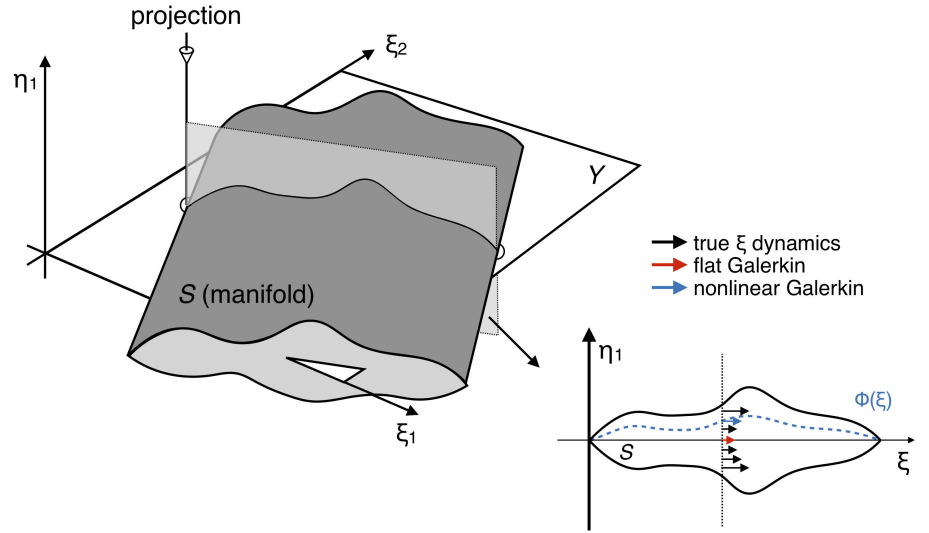 projection
η1
ξ2
Y
S (manifold)
ξ1
true ξ dynamics
flat Galerkin
nonlinear Galerkin
η1
Φ(ξ)
S
ξ